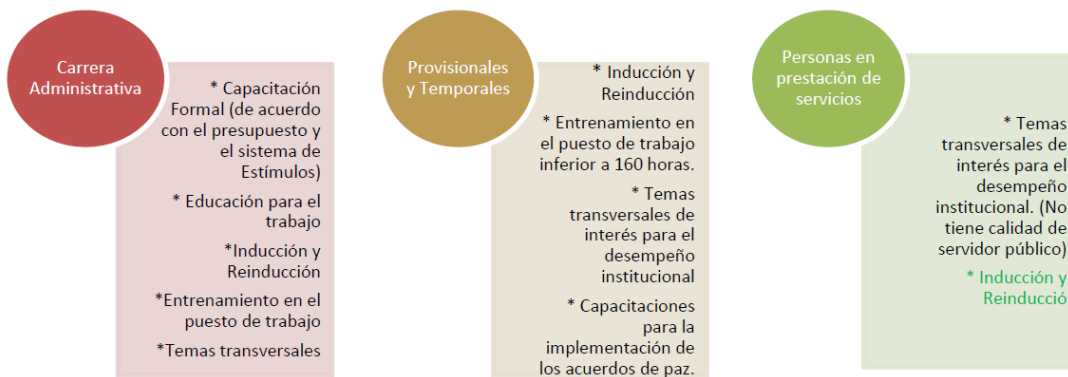 Carrera
Administrativa
* Capacitación
Formal (de acuerdo
con el presupuesto y
el sistema de
Estímulos)
* Educación para el
trabajo
*Inducción y
Reinducción
*Entrenamiento en el
puesto de trabajo
*Temas transversales
Provisionales
y Temporales
* Inducción y
Reinducción
* Entrenamiento en
el puesto de trabajo
inferior a 160 horas.
* Temas
transversales de
interés para el
desempeño
institucional
* Capacitaciones
para la
implementación de
los acuerdos de paz.
Personas en
prestación de
servicios
* Temas
transversales de
interés para el
desempeño
institucional. (No
tiene calidad de
servidor público)
* Inducción y
Reinducció